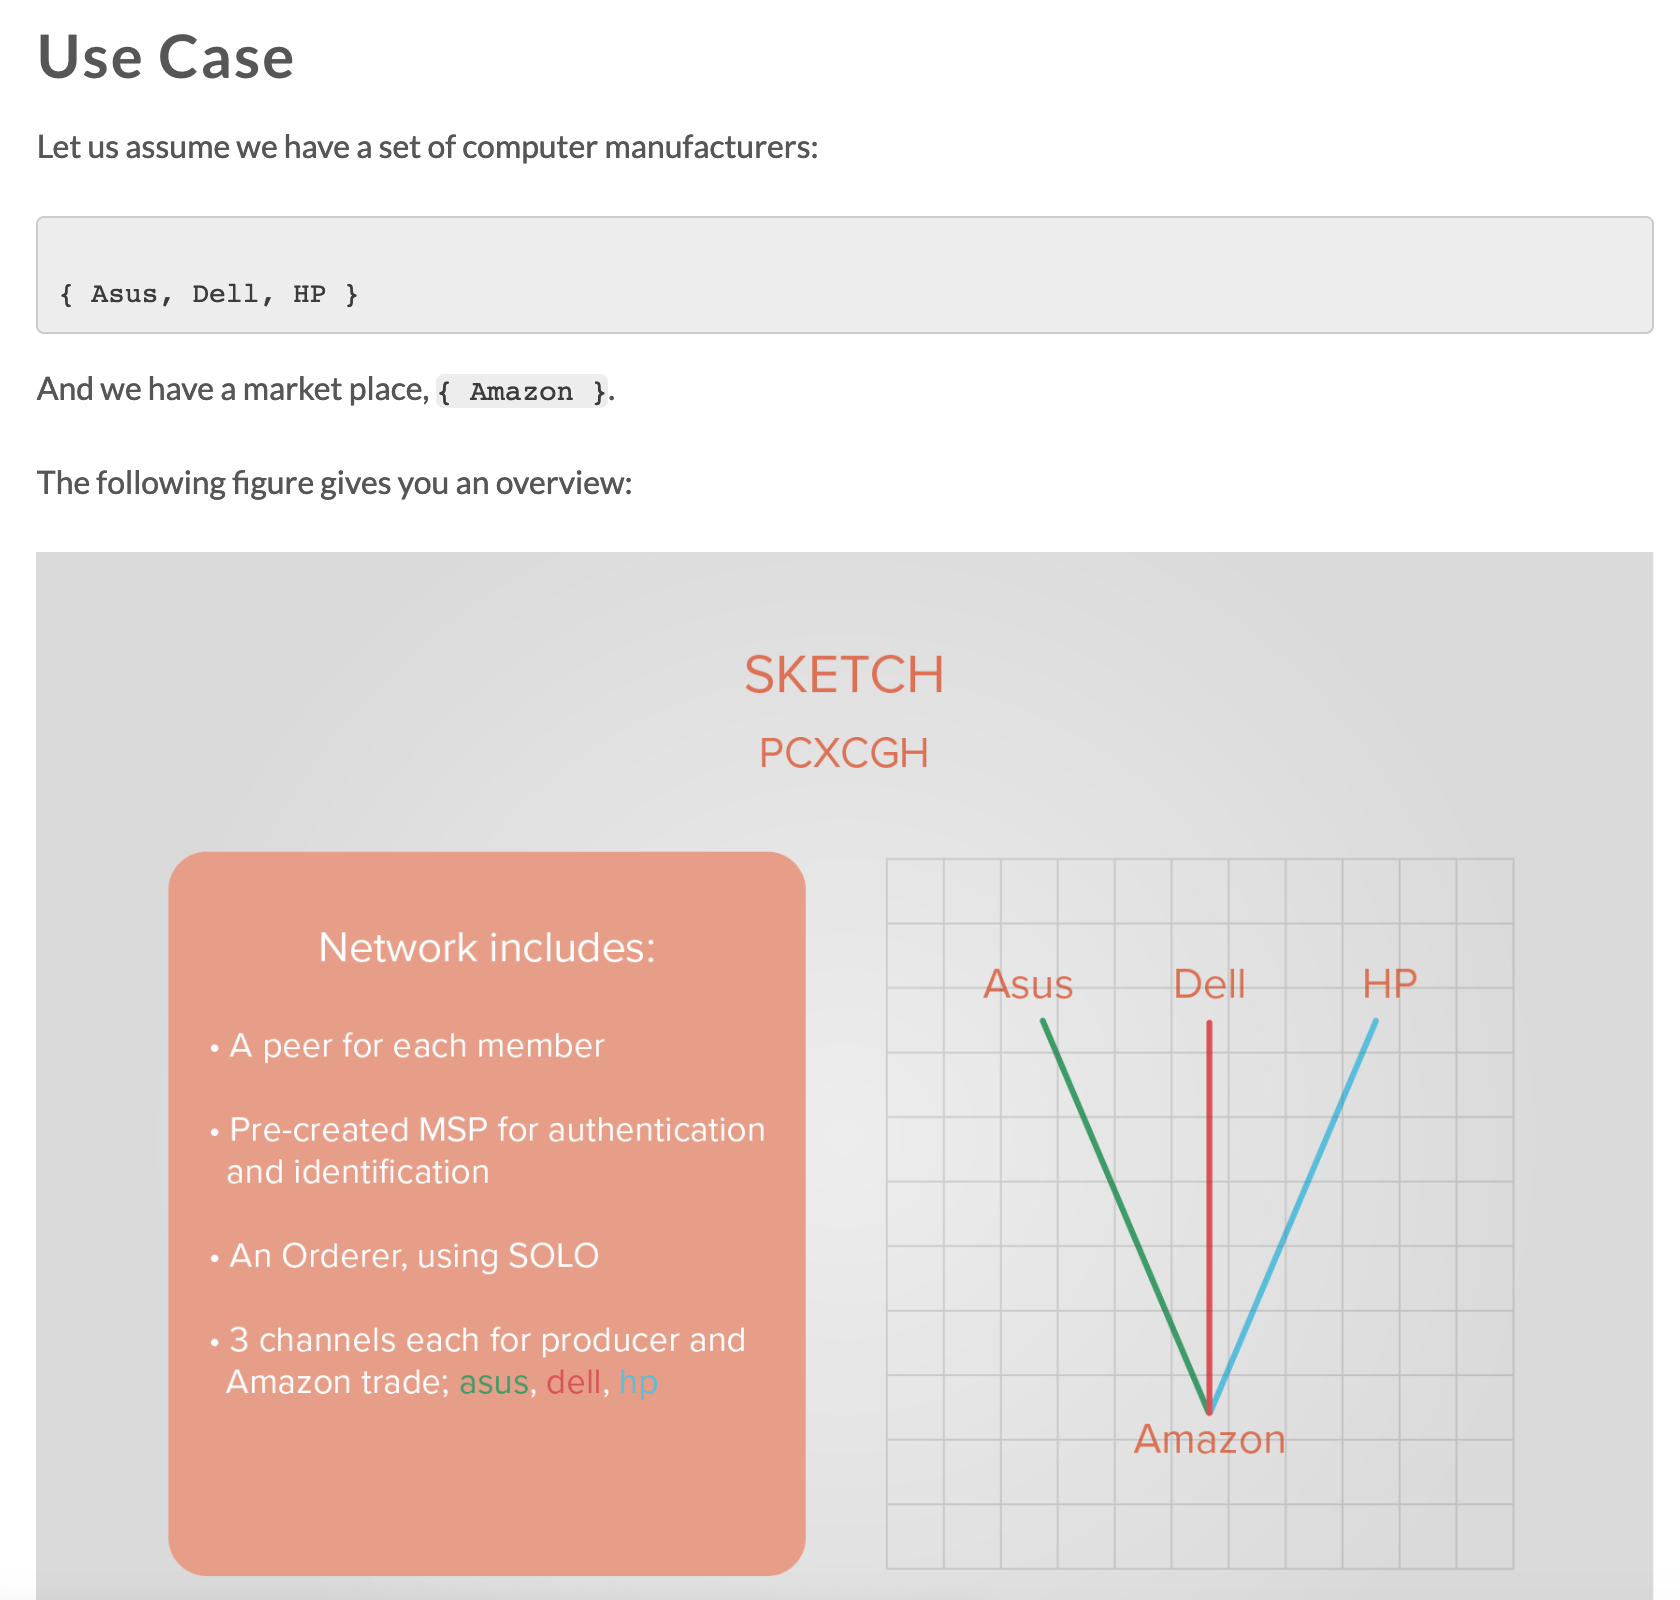 Use Case
Let us assume we have a set of computer manufacturers:
{ Asus, Dell, HP }
And we have a market place, { Amazon }.
The following figure gives you an overview:
SKETCH
PCXCGH
Network includes:
• A peer for each member
• Pre-created MSP for authentication
and identification
• An Orderer, using SOLO
• 3 channels each for producer and
Amazon trade; asus, dell, hp
Asus Dell HP
Amazon